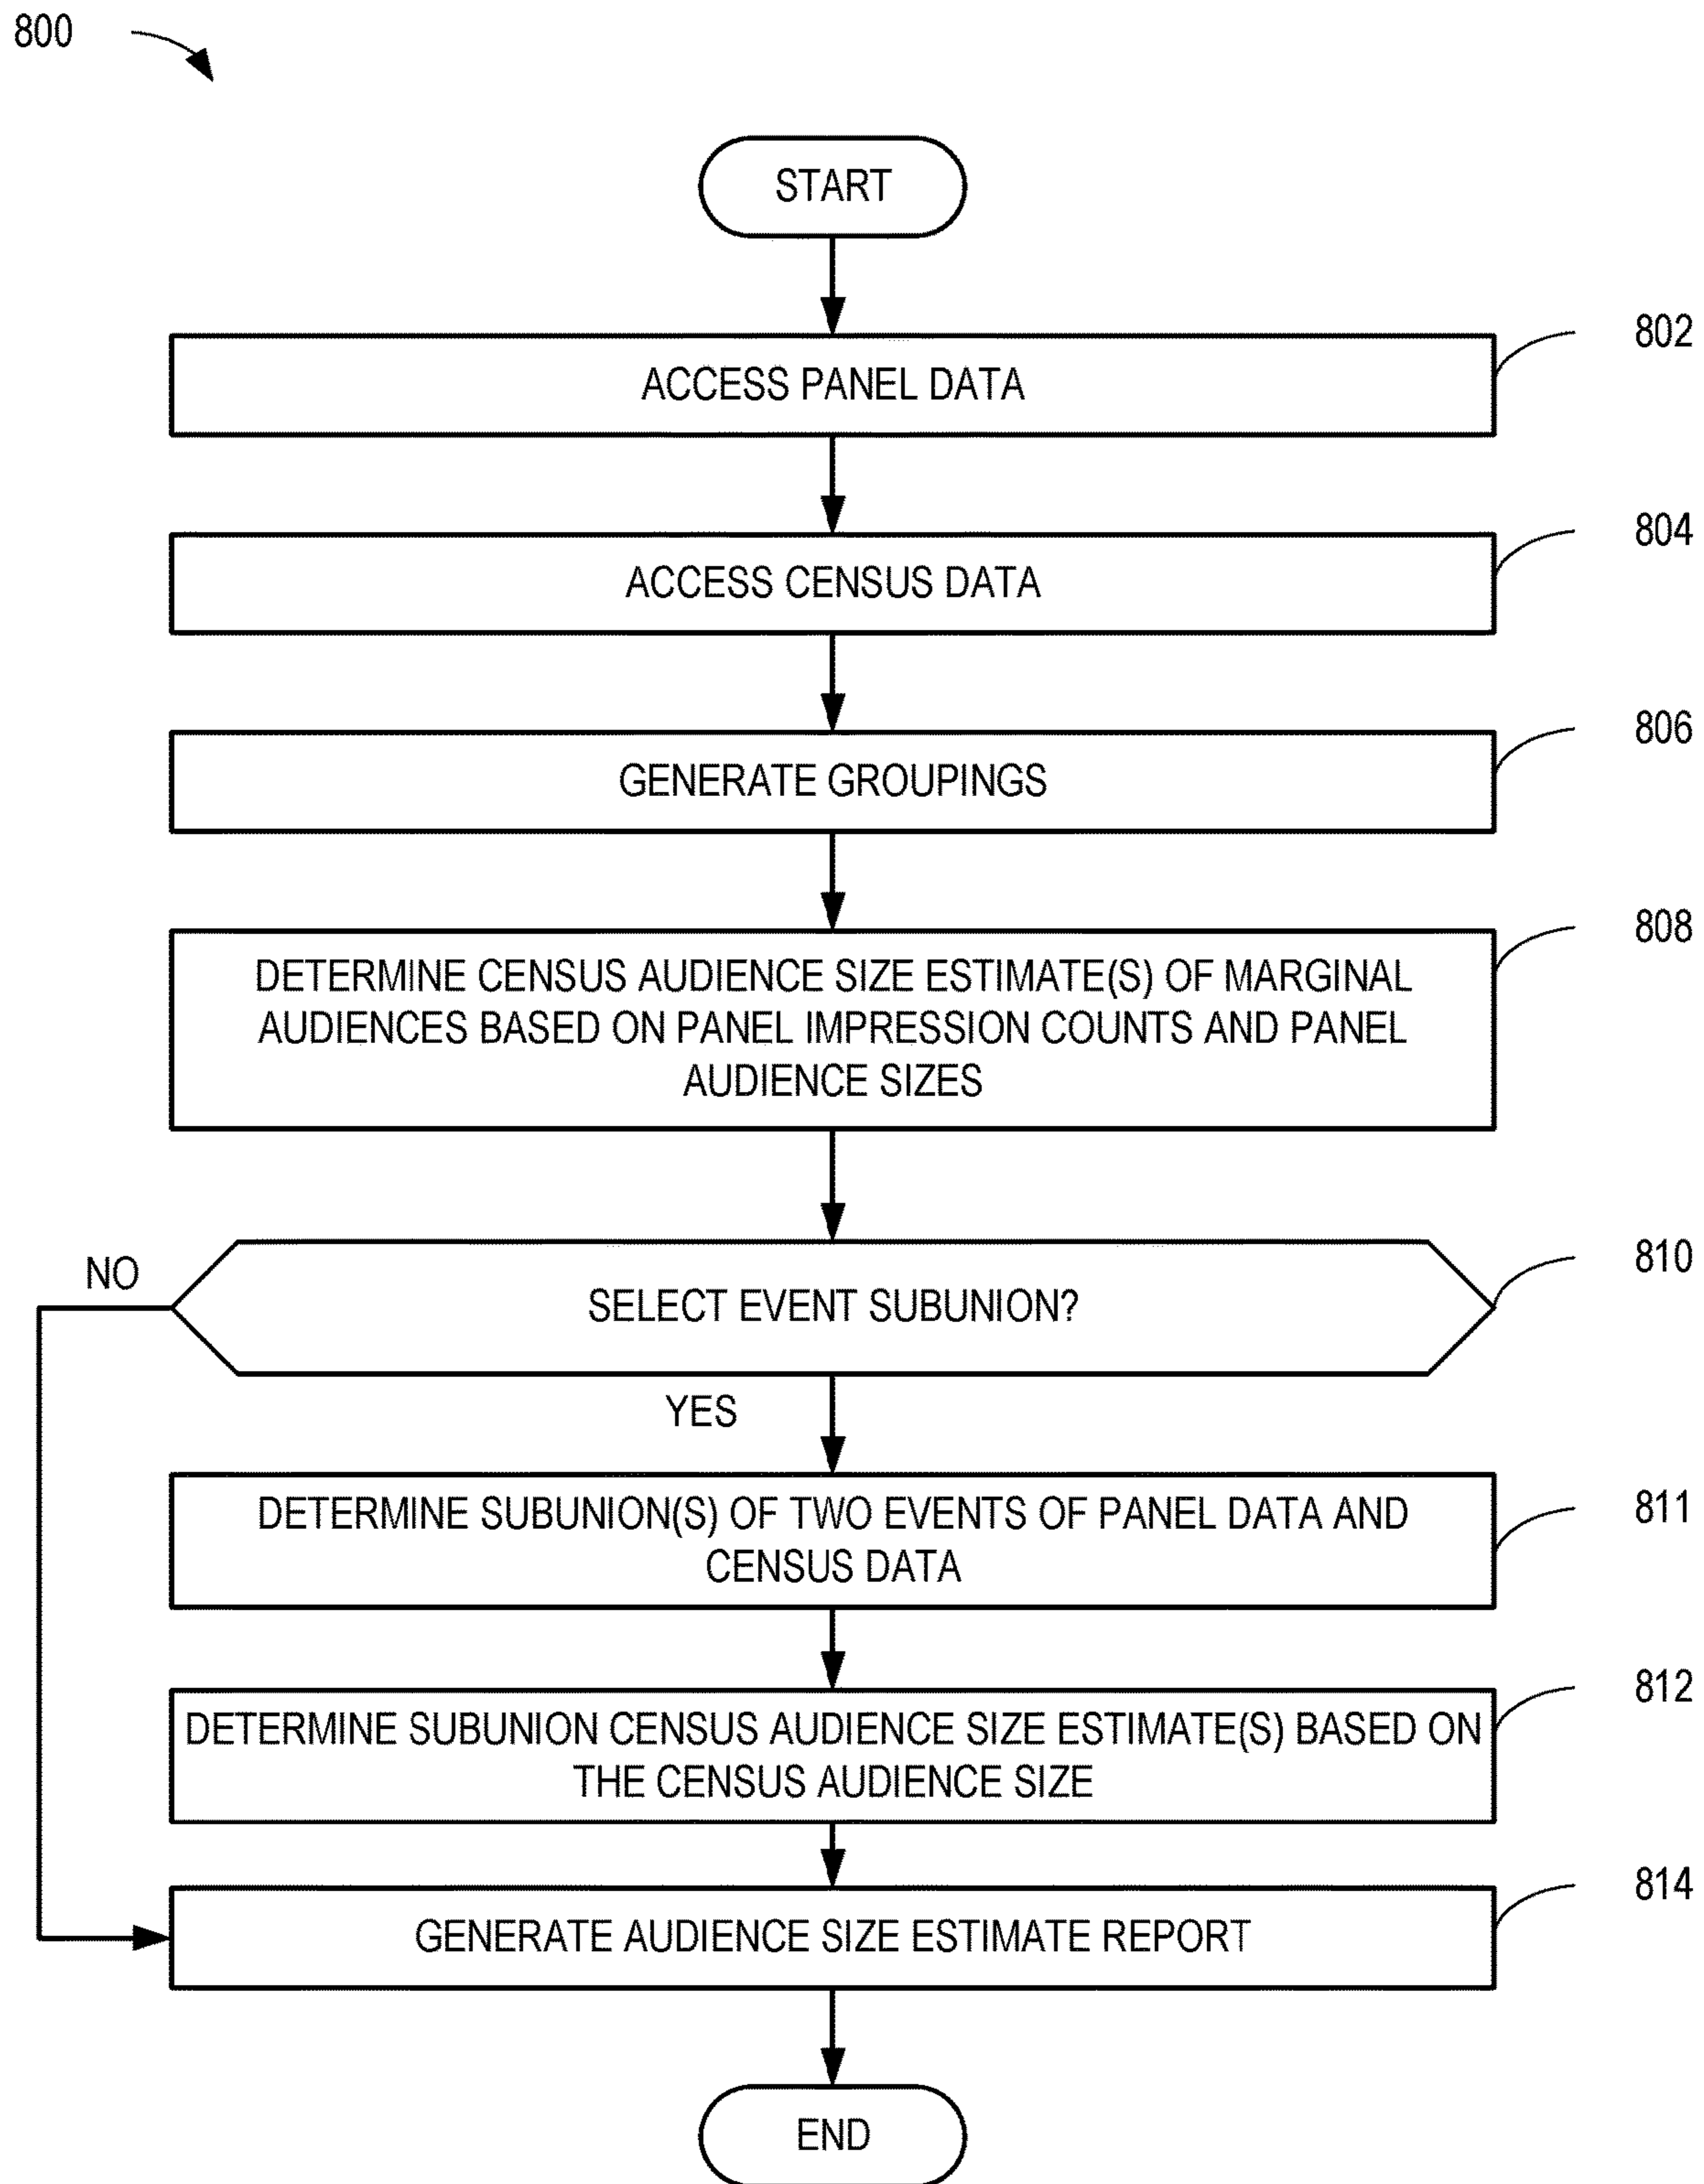 800
START
802
ACCESS PANEL DATA
804
ACCESS CENSUS DATA
806
GENERATE GROUPINGS
808
DETERMINE CENSUS AUDIENCE SIZE ESTIMATE(S) OF MARGINAL
AUDIENCES BASED ON PANEL IMPRESSION COUNTS AND PANEL
AUDIENCE SIZES
810
NO
SELECT EVENT SUBUNION?
YES
811
DETERMINE SUBUNION(S) OF TWO EVENTS OF PANEL DATA AND
CENSUS DATA
812
DETERMINE SUBUNION CENSUS AUDIENCE SIZE ESTIMATE(S) BASED ON
THE CENSUS AUDIENCE SIZE
814
GENERATE AUDIENCE SIZE ESTIMATE REPORT
END